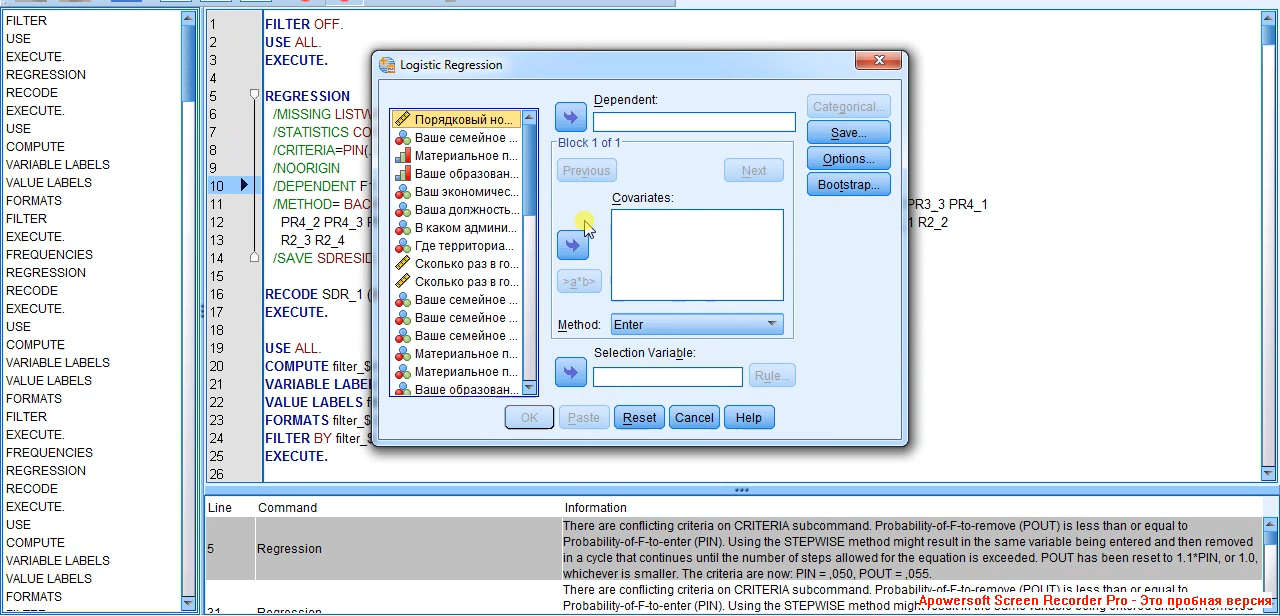 FILTER
USE
EXECUTE.
REGRESSION
RECODE
EXECUTE.
USE
COMPUTE
VARIABLE LABELS
VALUE LABELS
FORMATS
FILTER
EXECUTE.
FREQUENCIES
REGRESSION
RECODE
EXECUTE.
USE
COMPUTE
VARIABLE LABELS
VALUE LABELS
FORMATS
FILTER
EXECUTE.
FREQUENCIES
REGRESSION
RECODE
EXECUTE.
USE
COMPUTE
VARIABLE LABELS
VALUE LABELS
FORMATS
1 FILTER OFF.
2 USE ALL.
3 EXECUTE.
4
5 REGRESSION
6 /MISSING LISTW
7 /STATISTICS CO
8 /CRITERIA=PIN(.
9 /NOORIGIN
10 /DEPENDENT
11 /METHOD= BAC PR3_3 PR4_1
12 PR4_2 PR4_3 R2_2
13 R2_3 R2_4
14 /SAVE SDRESID
15
16 RECODE SDR_1 (
17 EXECUTE.
18
19 USE ALL.
20 COMPUTE filter_$
21 VARIABLE LABEL
22 VALUE LABELS f
23 FORMATS filter_$
24 FILTER BY filter_$
25 EXECUTE.
26
Logistic Regression
Порядковый но...
Ваше семейное ...
Материальное п...
Ваше образован...
Ваш экономичес...
Ваша должность...
В каком админи...
Где территориа...
Сколько раз в го...
Сколько раз в го...
Ваше семейное ...
Ваше семейное ...
Ваше семейное ...
Материальное п...
Материальное п...
Ваше образован...
Dependent:
Block 1 of 1
Previous
Next
Covariates:
>a*b>
Method: Enter
Selection Variable:
Rule...
Categorical...
Save...
Options...
Bootstrap...
OK
Paste
Reset
Cancel
Help
Line Command Information
5 Regression
There are conflicting criteria on CRITERIA subcommand. Probability-of-F-to-remove (POUT) is less than or equal to
Probability-of-F-to-enter (PIN). Using the STEPWISE method might result in the same variable being entered and then removed
in a cycle that continues until the number of steps allowed for the equation is exceeded. POUT has been reset to 1.1*PIN, or 1.0,
whichever is smaller. The criteria are now: PIN = ,050, POUT = ,055.
There are conflicting criteria on CRITERIA subcommand. Probability-of-F-to-remove (POUT) is less than or equal to
31 Regression
Probability-of-F-to-enter (PIN). Using the STEPWISE method might result in the same variable being entered and then removed
Apowersoft Screen Recorder Pro - Это пробная версия